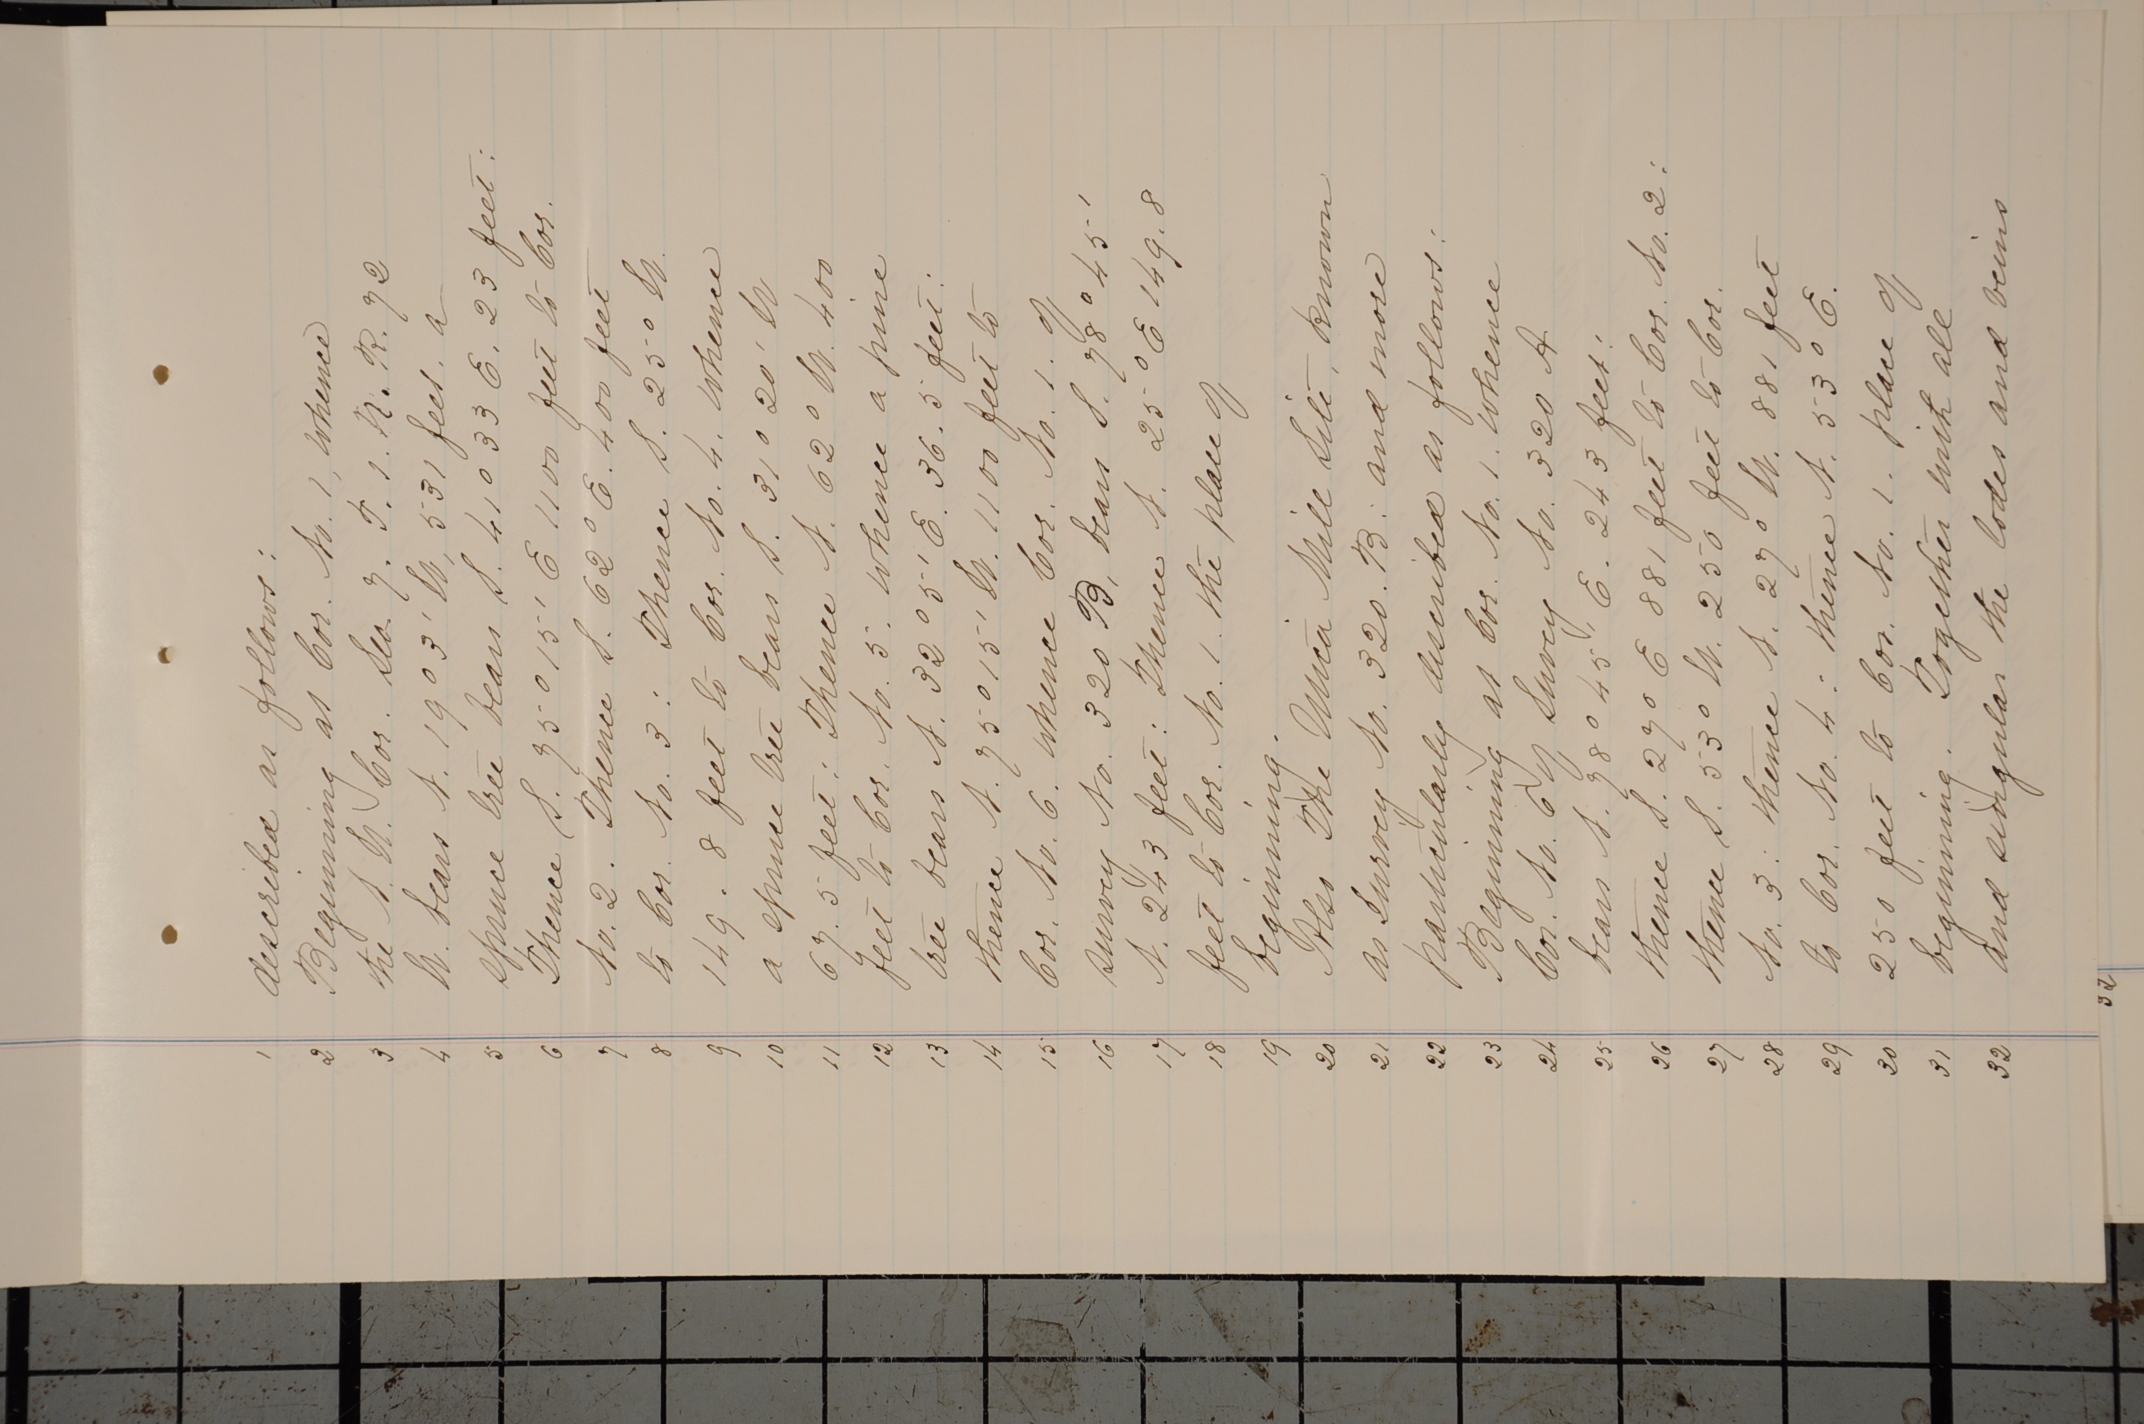 1 described as follows:
2 Beginning at Cor. No. 1, whence
3 the N. W. Cor. Sec. 7. T. 1. N. R. 72
4 W. bears N. 19° 3' W, 531 feet. a
5 spruce tree bears S. 41° 33 E. 23 feet:
6 Thence S. 75° 15' E 1100 feet to Cor.
7 No. 2. Thence S. 62° E. 400 feet
8 to Cor. No. 3: Thence S. 25° W.
9 149.8 feet to Cor. No. 4. whence
10 a spruce tree bears S. 31° 20' W
11 67.5 feet: Thence N. 62° W. 400
12 feet to Cor. No. 5. whence a pine
13 tree bears N. 32° 51' E. 36.5 feet:
14 thence N. 75° 15' W. 1100 feet to
15 Cor. No. 6. whence Cor. No. 1. of
16 survey No. 320 B, bears S. 78° 45'
17 N. 243 feet: Thence N. 25° E 149.8
18 feet to Cor. No. 1. the place of
19 beginning.
20 Also The Mill Site, known
21 as Survey No. 320. B: and more
22 particularly described as follows:
23 Beginning at Cor. No. 1. whence
24 Cor. No. 6 of Survey No. 320 A
25 bears N. 78° 45', E. 243 feet:
26 thence S. 27° E 881 feet to Cor. No. 2:
27 thence S. 53° W. 250 feet to Cor.
28 No. 3: thence N. 27° W. 881 feet
29 to Cor. No. 4: thence N. 53° E.
30 250 feet to Cor. No. 1. place of
31 beginning. Together with all
32 and singular the lodes and veins
32